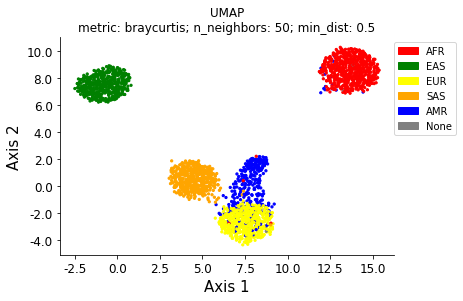 UMAP
metric: braycurtis; n_neighbors: 50; min_dist: 0.5
10.0
8.0
6.0
4.0
2.0
0.0
-2.0
-4.0
Axis 2
-2.5 0.0 2.5 5.0 7.5 10.0 12.5 15.0
Axis 1
AFR
EAS
EUR
SAS
AMR
None